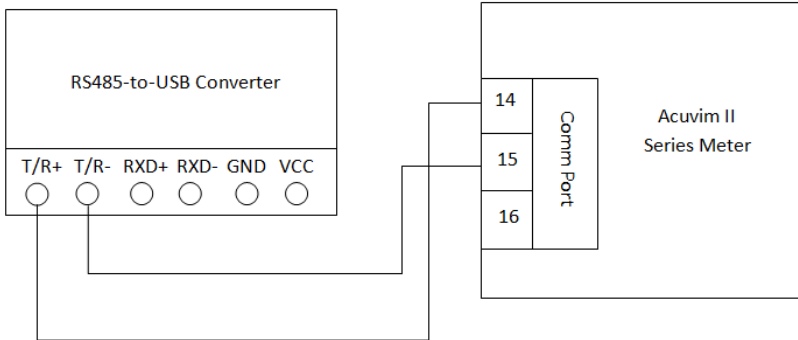 RS485-to-USB Converter
T/R+ T/R- RXD+ RXD- GND VCC
14
15
16
Comm Port
Acuvim II
Series Meter